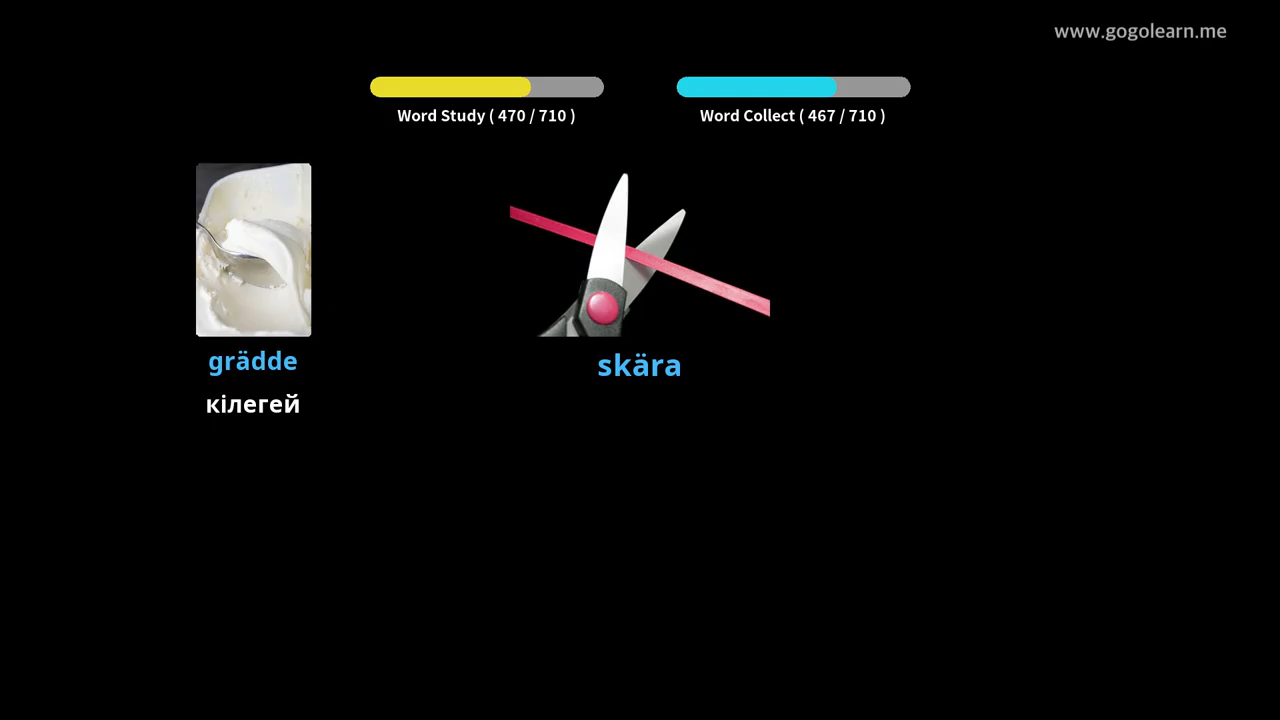 www.gogolearn.me
Word Study ( 470 / 710 )
Word Collect ( 467 / 710 )
grädde
кілегей
skära